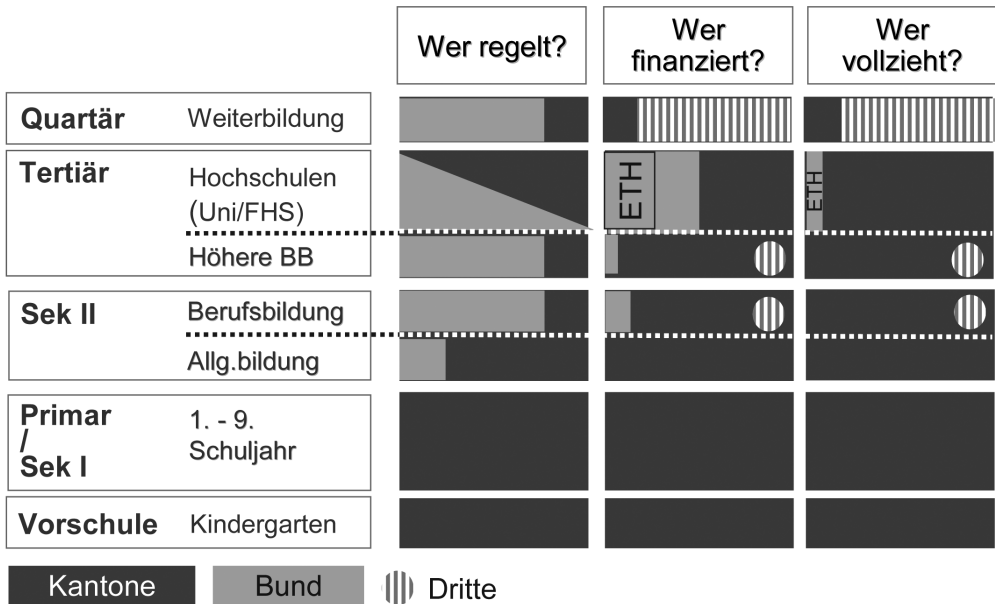 Wer regelt?
Wer
finanziert?
Wer
vollzieht?
Quartär
Weiterbildung
Tertiär
Hochschulen
(Uni/FHS)
ETH
ETH
Höhere BB
Sek II
Berufsbildung
Allg.bildung
Primar
/
Sek I
1. - 9.
Schuljahr
Vorschule
Kindergarten
Kantone
Bund
Dritte